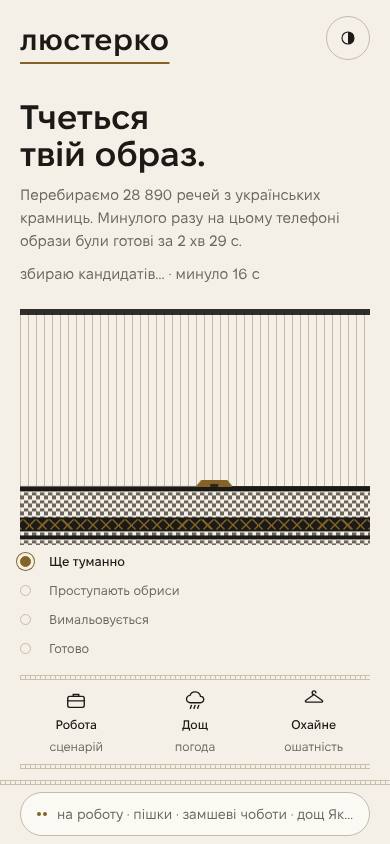 люстерко
Тчеться
твій образ.
Перебираємо 28 890 речей з українських
крамниць. Минулого разу на цьому телефоні
образи були готові за 2 хв 29 с.
збираю кандидатів… · минуло 16 с
Ще туманно
Проступають обриси
Вимальовується
Готово
Робота
сценарій
Дощ
погода
Охайне
ошатність
на роботу · пішки · замшеві чоботи · дощ Як…